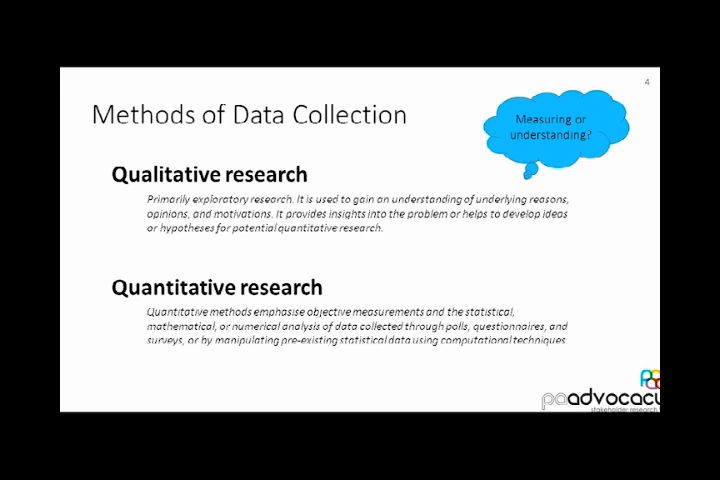 4
Methods of Data Collection
Measuring or
understanding?
Qualitative research
Primarily exploratory research. It is used to gain an understanding of underlying reasons,
opinions, and motivations. It provides insights into the problem or helps to develop ideas
or hypotheses for potential quantitative research.
Quantitative research
Quantitative methods emphasise objective measurements and the statistical,
mathematical, or numerical analysis of data collected through polls, questionnaires, and
surveys, or by manipulating pre-existing statistical data using computational techniques
paadvocacy
stakeholder research